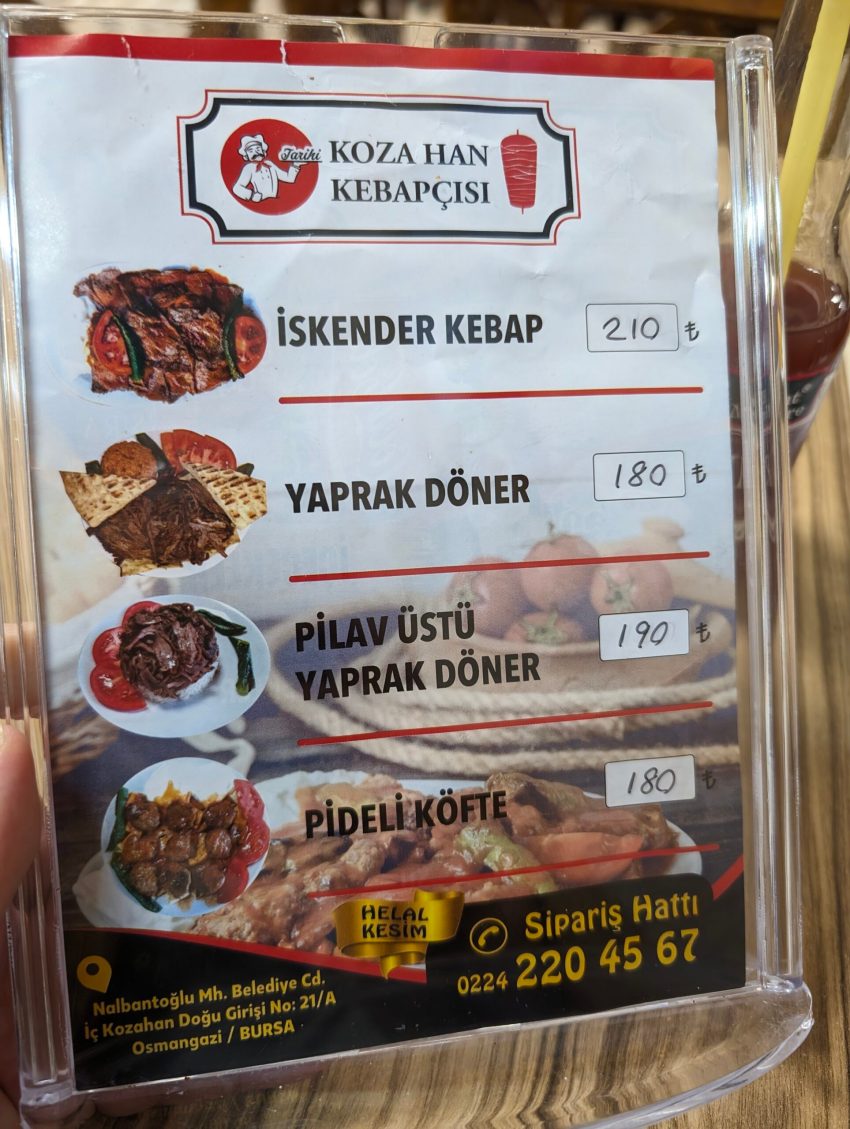 Tarihi
KOZA HAN
KEBAPÇISI
İSKENDER KEBAP 210 ₺
YAPRAK DÖNER 180 ₺
PİLAV ÜSTÜ
YAPRAK DÖNER 190 ₺
PİDELİ KÖFTE 180 ₺
HELAL
KESİM
Sipariş Hattı
0224 220 45 67
Nalbantoğlu Mh. Belediye Cd.
İç Kozahan Doğu Girişi No: 21/A
Osmangazi / BURSA